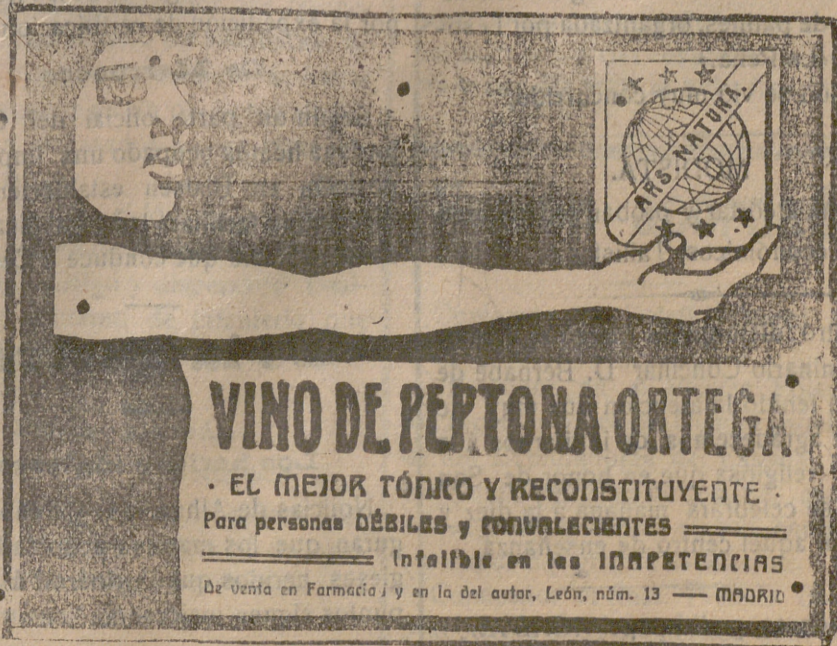 ARS. NATURA.
VINO DE PEPTONA ORTEGA
· EL MEJOR TÓNICO Y RECONSTITUYENTE ·
Para personas DÉBILES y CONVALECIENTES
Infalible en las INAPETENCIAS
De venta en Farmacias y en la del autor, León, núm. 13 — MADRID